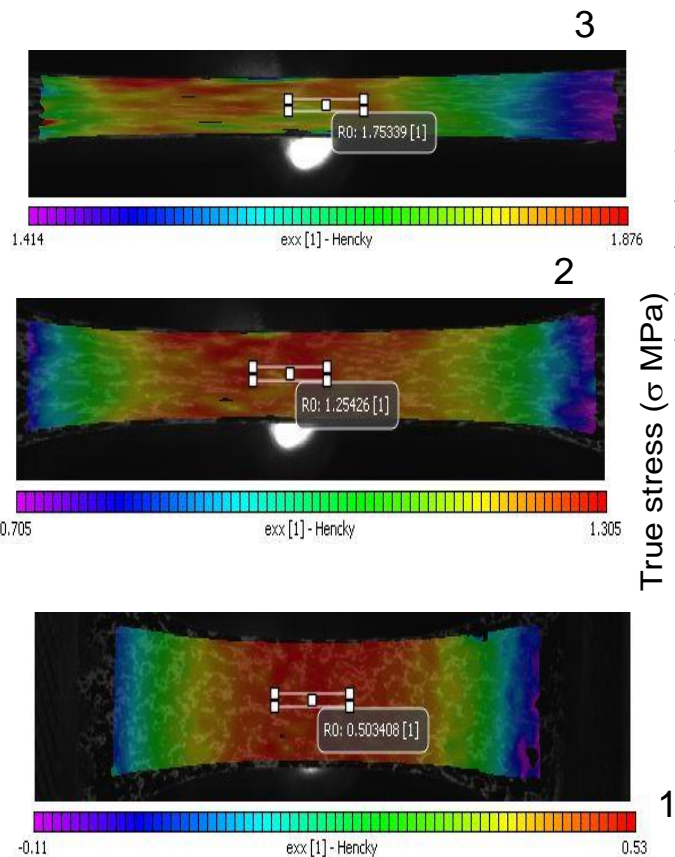 3
R0: 1.75339 [1]
1.414
exx [1] - Hencky
1.876
2
R0: 1.25426 [1]
0.705
exx [1] - Hencky
1.305
True stress (σ MPa)
R0: 0.503408 [1]
1
-0.11
exx [1] - Hencky
0.53